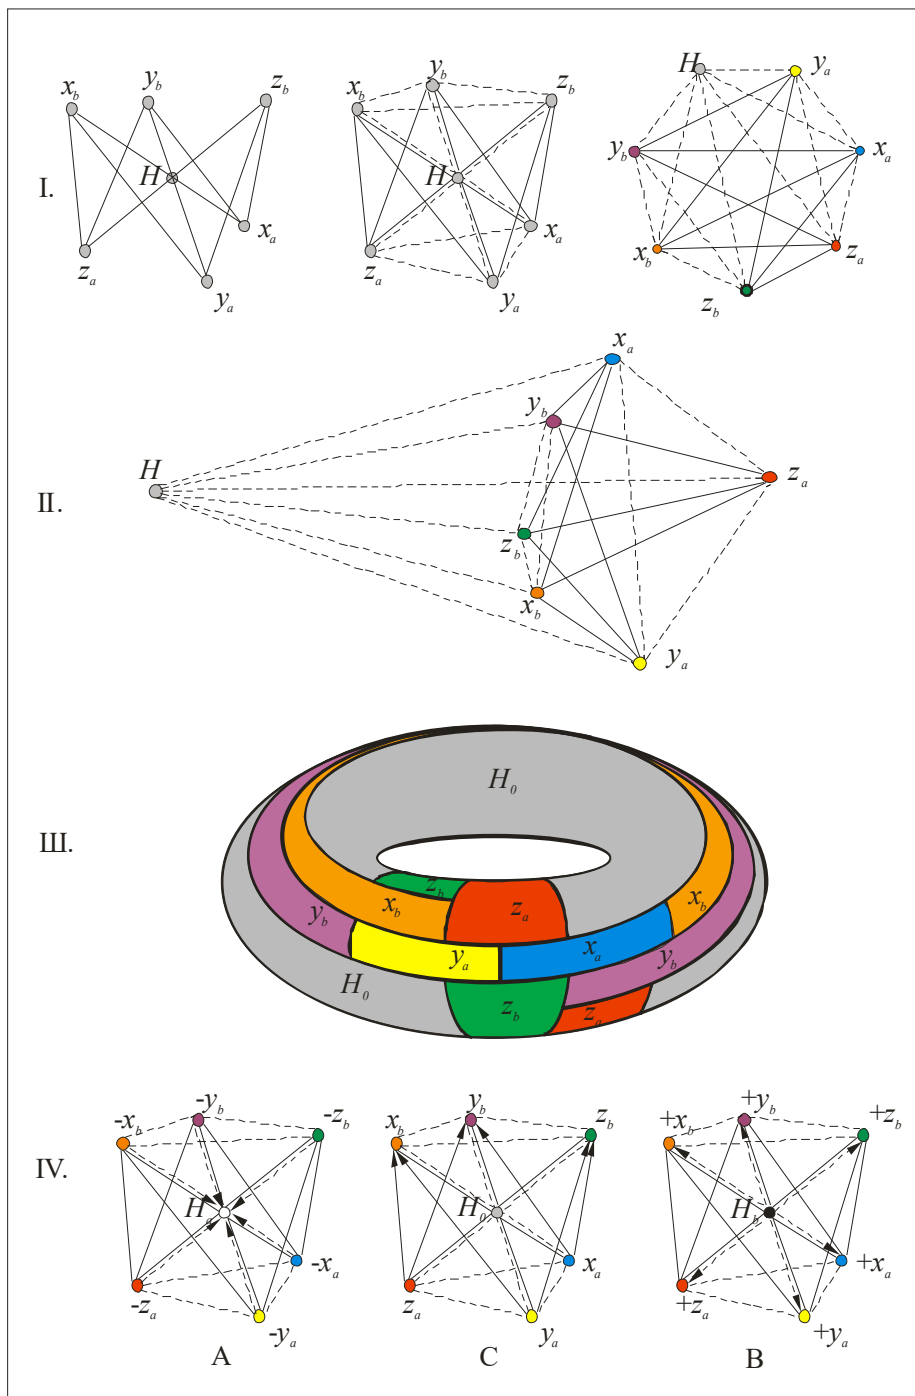 x_b y_b z_b x_b y_b z_b H y_a
I. H x_a z_a y_a H x_a z_a y_a y_b x_a x_b z_a z_b
x_a
y_b
H z_a
II.
z_b
x_b
y_a
H_0
III.
z_b x_b
x_b z_a
y_b y_a x_a y_b
H_0 z_b z_a
-x_b -y_b -z_b x_b y_b z_b +x_b +y_b +z_b
IV. H_a H_0 H_b
-x_a x_a +x_a
-z_a -y_a z_a y_a +z_a +y_a
A C B